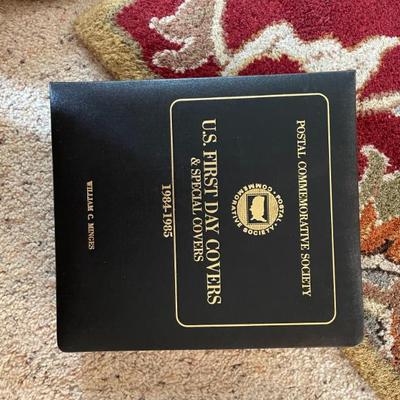 POSTAL COMMEMORATIVE SOCIETY
POSTAL
COMMEMORATIVE SOCIETY
U.S. FIRST DAY COVERS
& SPECIAL COVERS
1984-1985
WILLIAM C. MINGES